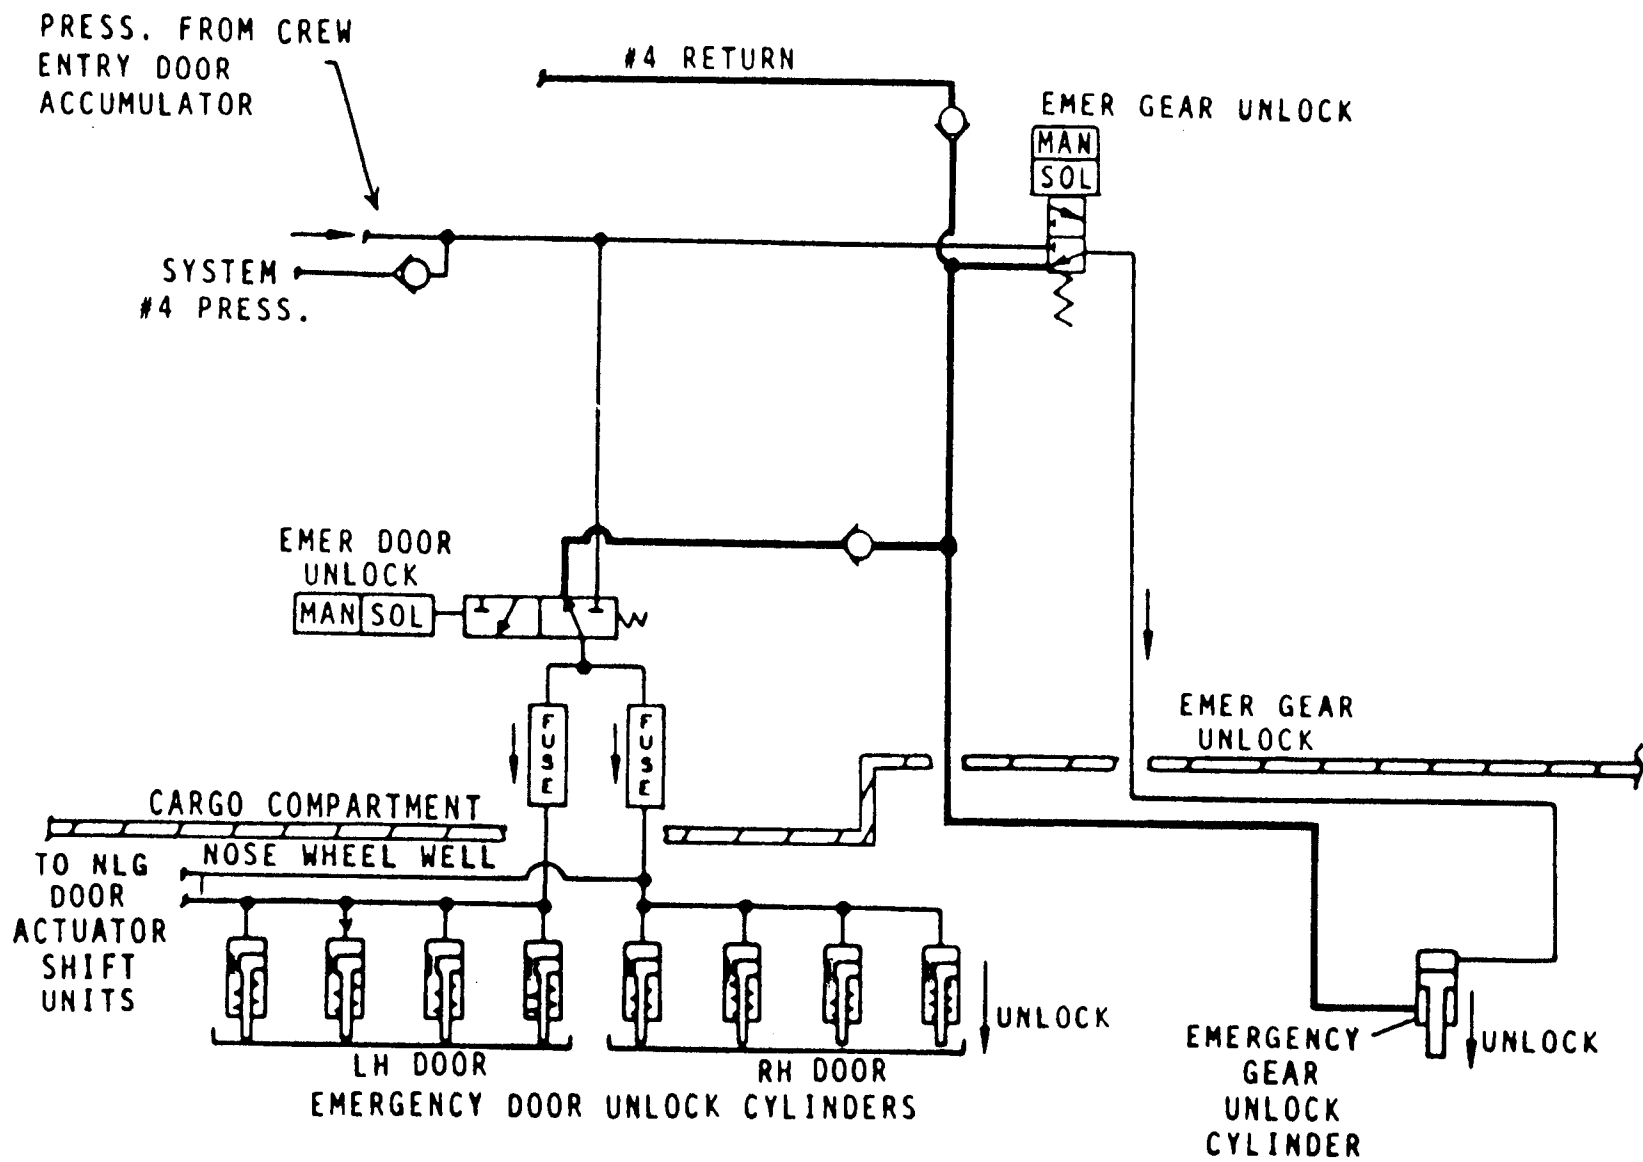 PRESS. FROM CREW
ENTRY DOOR
ACCUMULATOR
#4 RETURN
EMER GEAR UNLOCK
MAN
SOL
SYSTEM
#4 PRESS.
EMER DOOR
UNLOCK
MAN SOL
FUSE
FUSE
EMER GEAR
UNLOCK
CARGO COMPARTMENT
NOSE WHEEL WELL
TO NLG
DOOR
ACTUATOR
SHIFT
UNITS
UNLOCK
LH DOOR
RH DOOR
EMERGENCY DOOR UNLOCK CYLINDERS
EMERGENCY
GEAR
UNLOCK
CYLINDER
UNLOCK